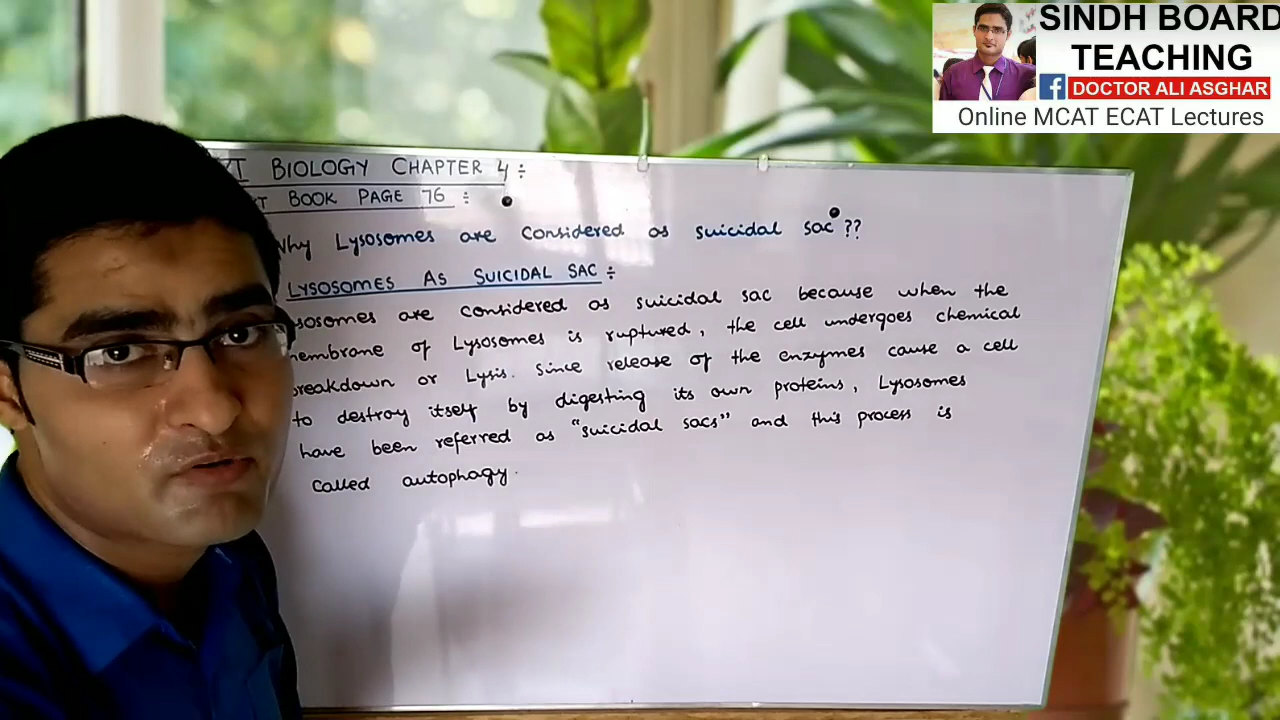 SINDH BOARD
TEACHING
f DOCTOR ALI ASGHAR
Online MCAT ECAT Lectures
XI BIOLOGY CHAPTER 4 :
BOOK PAGE 76 :
Why Lysosomes are considered as suicidal sac ??
LYSOSOMES AS SUICIDAL SAC :
are considered as suicidal sac because when the
of Lysosomes is ruptured, the cell undergoes chemical
breakdown or Lysis. Since release of the enzymes cause a cell
to destroy itself by digesting its own proteins, Lysosomes
have been referred as "suicidal sacs" and this process is
called autophagy.